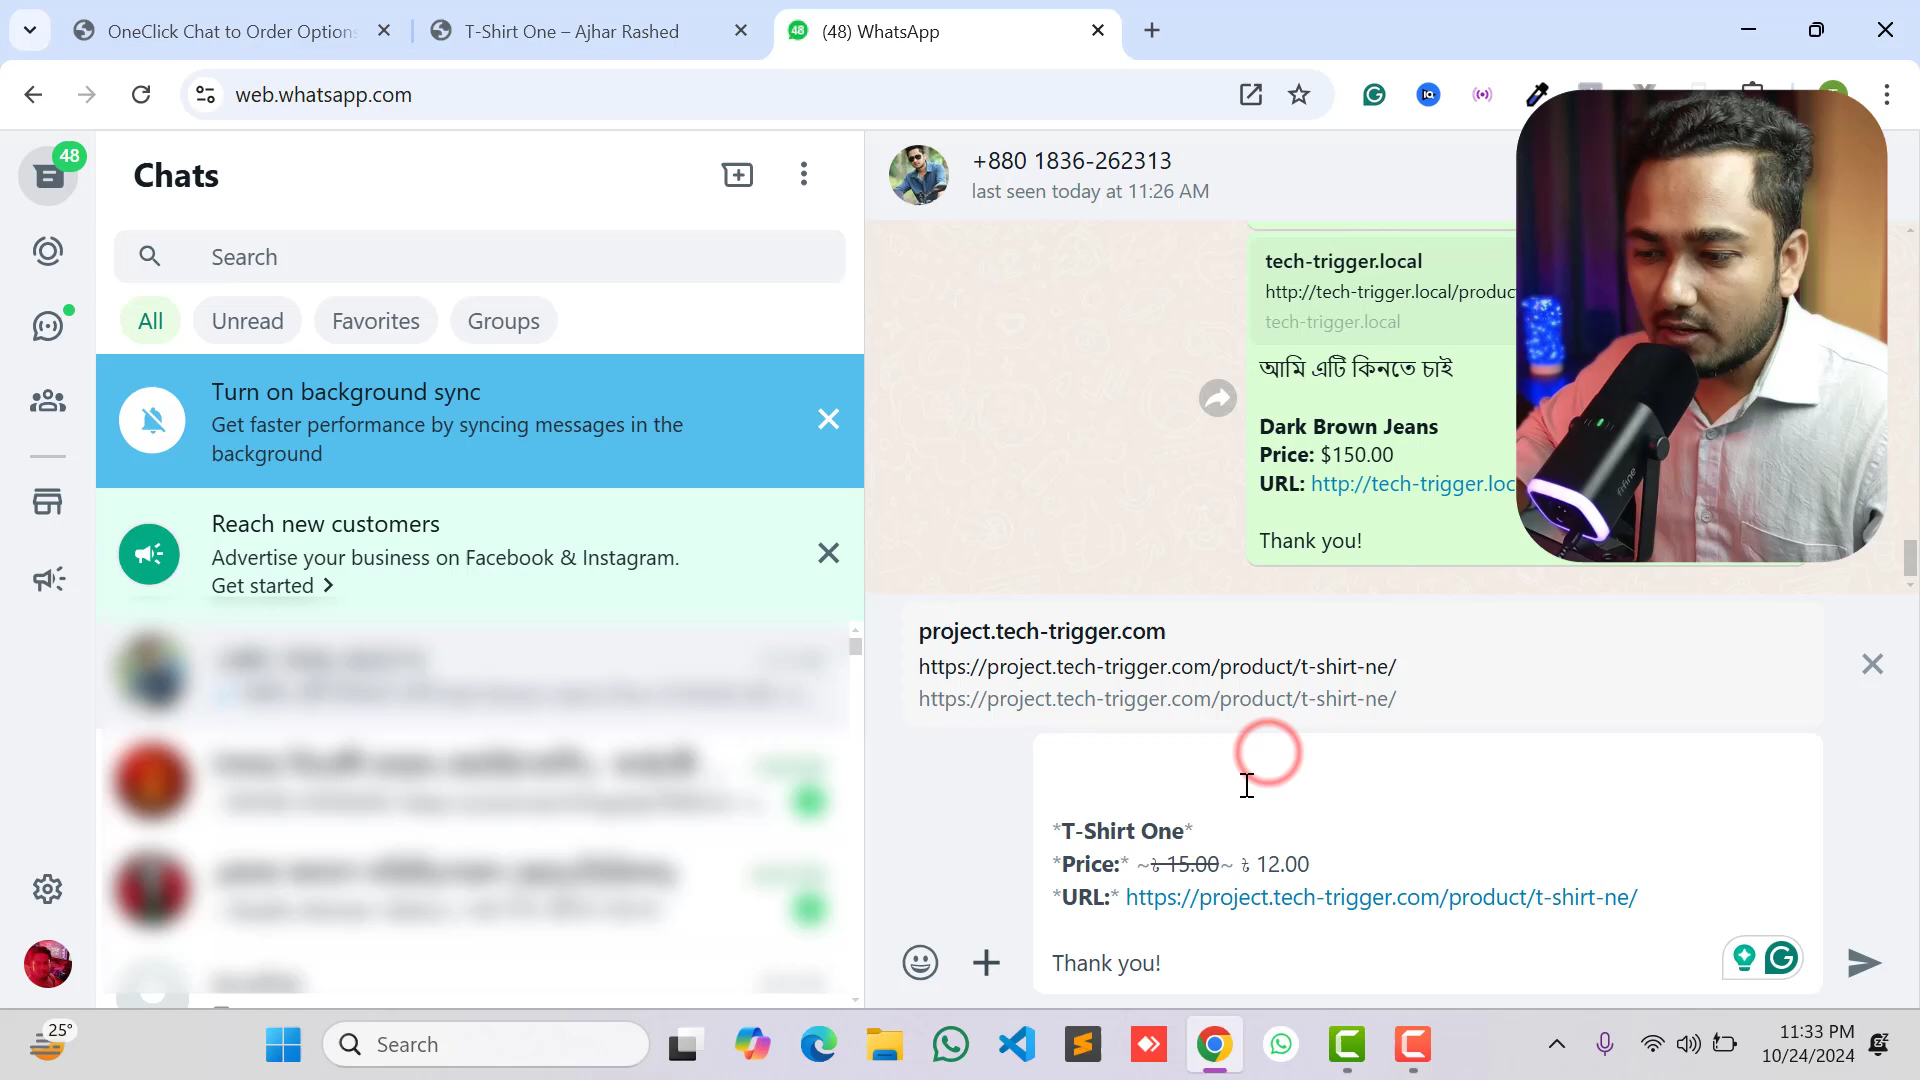 OneClick Chat to Order Options
T-Shirt One – Ajhar Rashed
48
(48) WhatsApp
web.whatsapp.com
IQ
48
Chats
Search
All
Unread
Favorites
Groups
Turn on background sync
Get faster performance by syncing messages in the
background
Reach new customers
Advertise your business on Facebook & Instagram.
Get started
+880 1836-262313
last seen today at 11:26 AM
tech-trigger.local
http://tech-trigger.local/produc
tech-trigger.local
আমি এটি কিনতে চাই
Dark Brown Jeans
Price: $150.00
URL: http://tech-trigger.loc
Thank you!
fifine
project.tech-trigger.com
https://project.tech-trigger.com/product/t-shirt-ne/
https://project.tech-trigger.com/product/t-shirt-ne/
*T-Shirt One*
*Price:* ~৳ 15.00~ ৳ 12.00
*URL:* https://project.tech-trigger.com/product/t-shirt-ne/
Thank you!
25°
Search
11:33 PM
10/24/2024